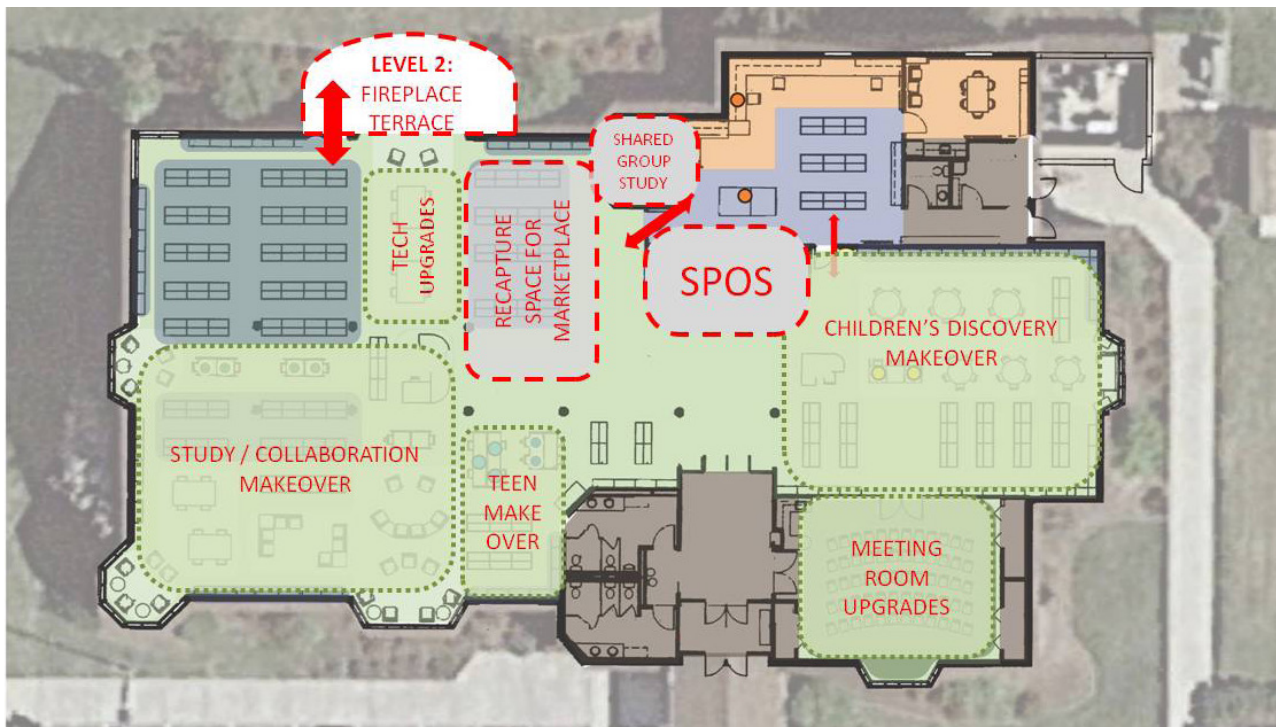 LEVEL 2:
FIREPLACE
TERRACE
SHARED
GROUP
STUDY
TECH
UPGRADES
RECAPTURE
SPACE FOR
MARKETPLACE
SPOS
CHILDREN'S DISCOVERY
MAKEOVER
STUDY / COLLABORATION
MAKEOVER
TEEN
MAKE
OVER
MEETING
ROOM
UPGRADES